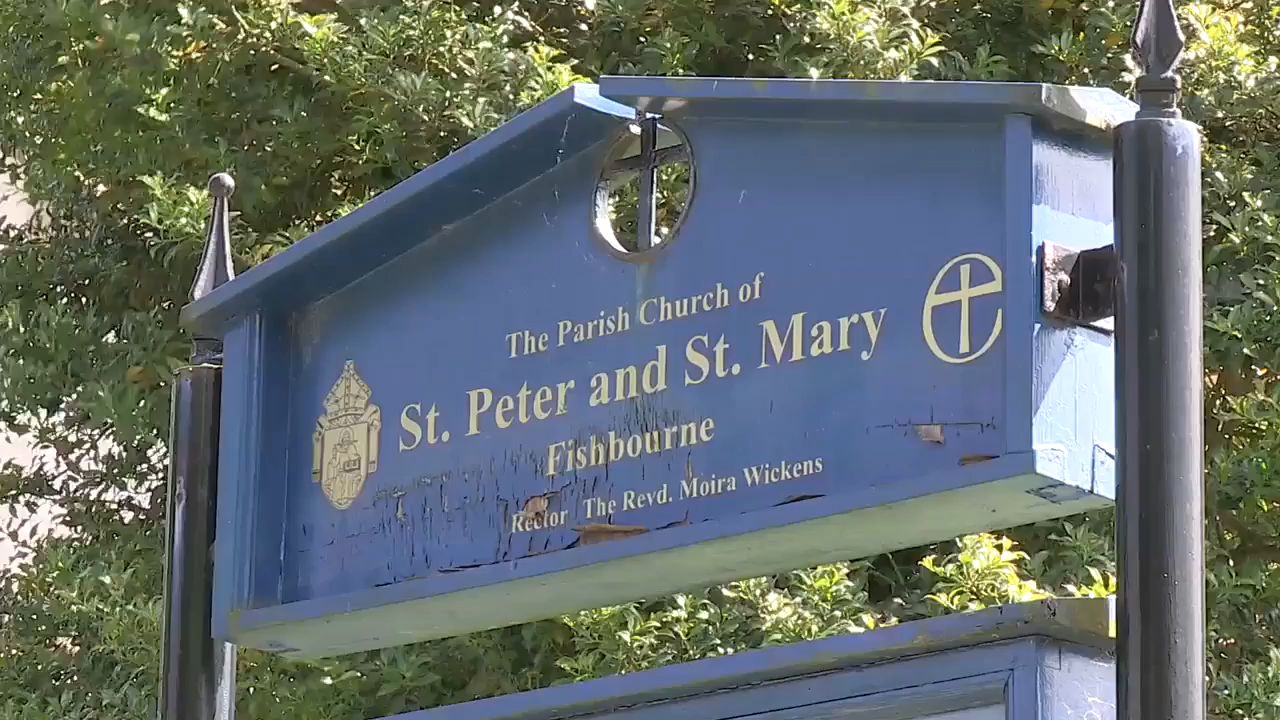 The Parish Church of
St. Peter and St. Mary
Fishbourne
Rector The Revd. Moira Wickens